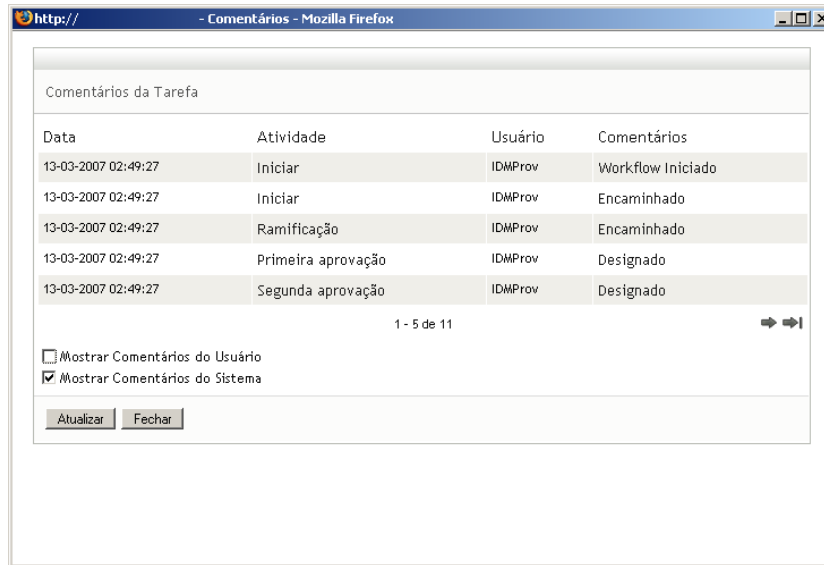 http:// - Comentários - Mozilla Firefox
Comentários da Tarefa
Data Atividade Usuário Comentários
13-03-2007 02:49:27 Iniciar IDMProv Workflow Iniciado
13-03-2007 02:49:27 Iniciar IDMProv Encaminhado
13-03-2007 02:49:27 Ramificação IDMProv Encaminhado
13-03-2007 02:49:27 Primeira aprovação IDMProv Designado
13-03-2007 02:49:27 Segunda aprovação IDMProv Designado
1 - 5 de 11
Mostrar Comentários do Usuário
Mostrar Comentários do Sistema
Atualizar Fechar